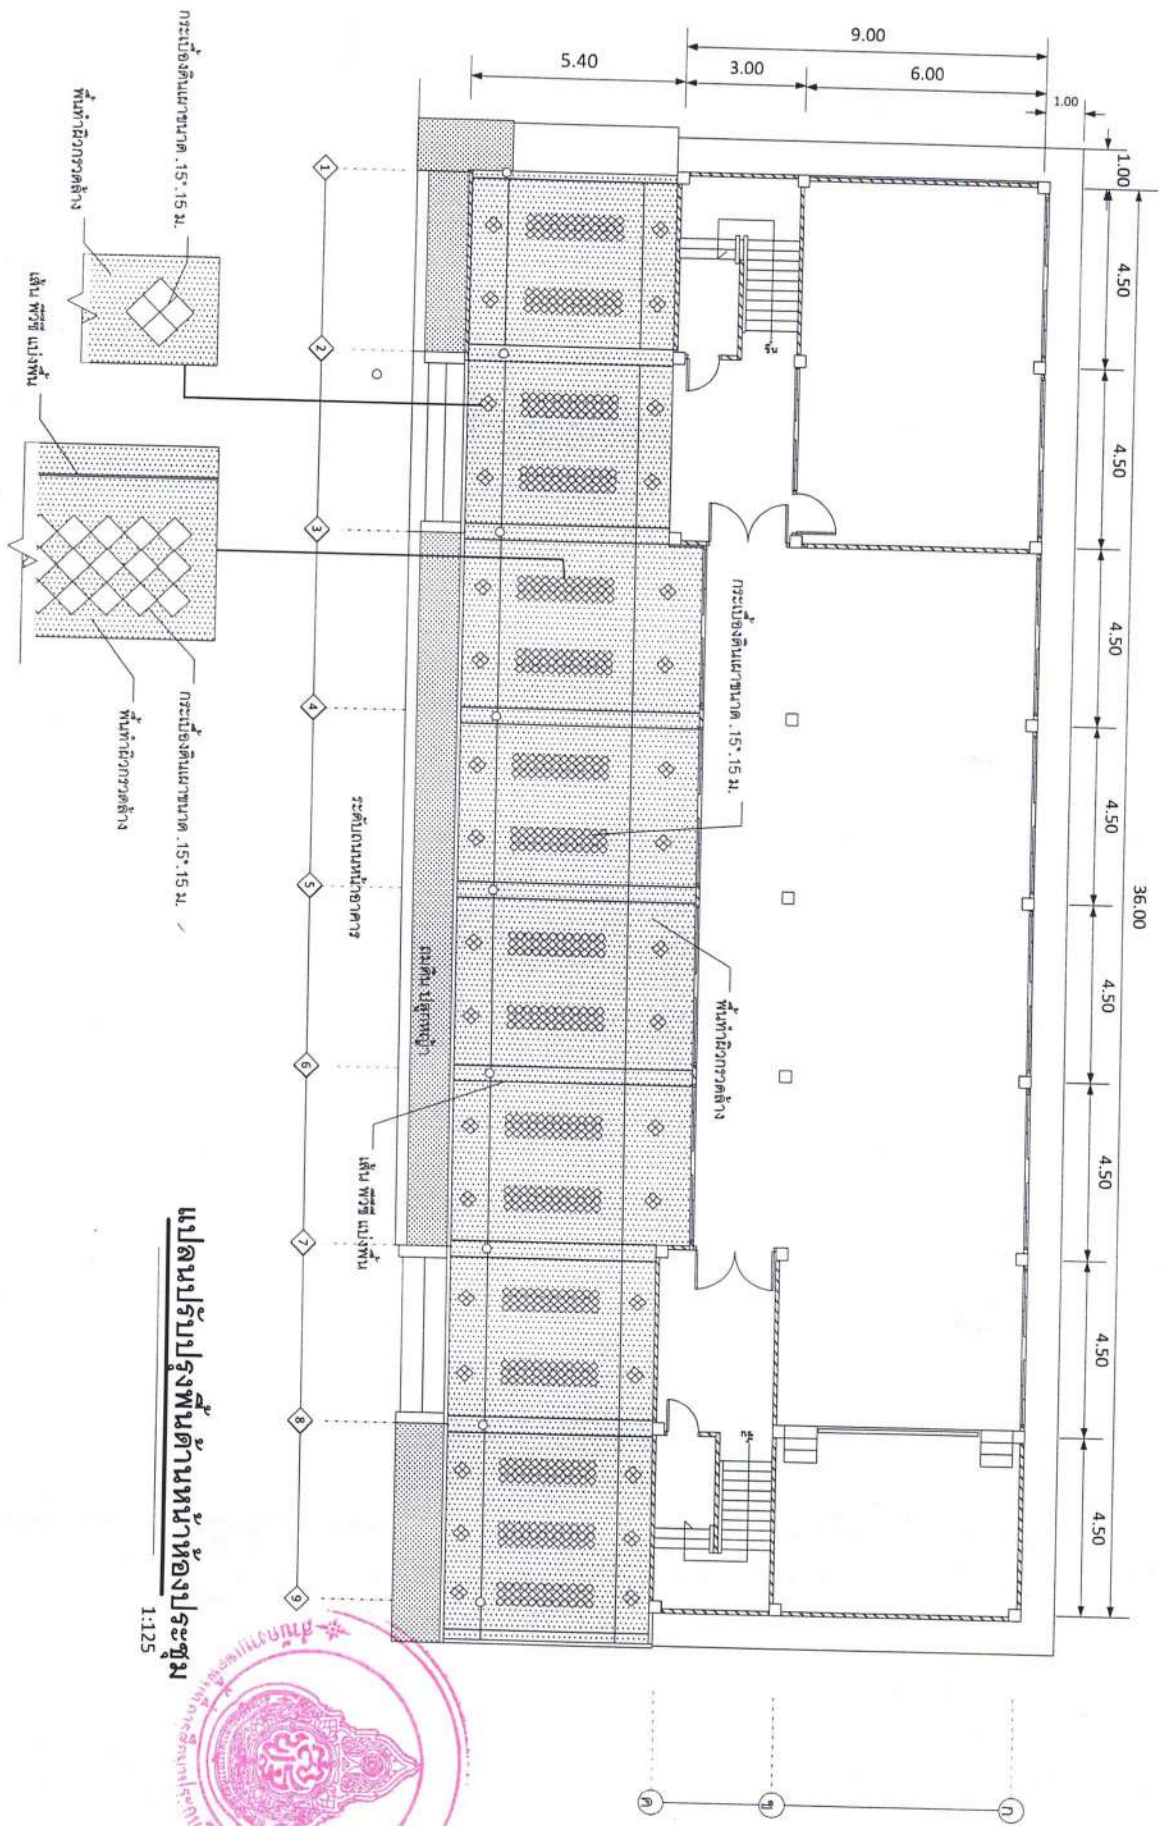 36.00
1.00
4.50
4.50
4.50
4.50
4.50
4.50
4.50
4.50
1.00
6.00
3.00
9.00
5.40
ก
ข
ค
ขึ้น
ขึ้น
กระเบื้องดินเผาขนาด .15*.15 ม.
พื้นทำผิวกรวดล้าง
เส้น พีวีซี แบ่งพื้น
ถมดิน ปลูกหญ้า
ระดับถนนหน้าอาคาร
1
2
3
4
5
6
7
8
9
กระเบื้องดินเผาขนาด .15*.15 ม.
พื้นทำผิวกรวดล้าง
เส้น พีวีซี แบ่งพื้น
กระเบื้องดินเผาขนาด .15*.15 ม.
พื้นทำผิวกรวดล้าง
แปลนปรับปรุงพื้นด้านหน้าห้องประชุม
1:125